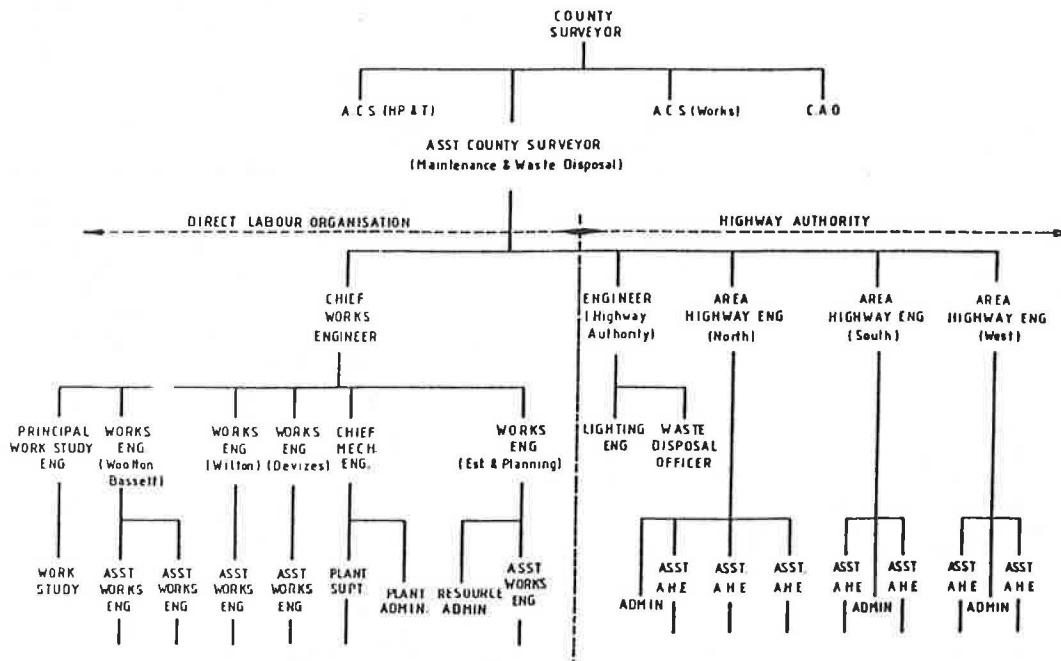 COUNTY
SURVEYOR
A.C.S (HP & T)
A.C.S (Works)
C.A.O
ASST COUNTY SURVEYOR
(Maintenance & Waste Disposal)
DIRECT LABOUR ORGANISATION
HIGHWAY AUTHORITY
CHIEF
WORKS
ENGINEER
ENGINEER
(Highway
Authority)
AREA
HIGHWAY ENG
(North)
AREA
HIGHWAY ENG
(South)
AREA
HIGHWAY ENG
(West)
PRINCIPAL
WORK STUDY
ENG
WORKS
ENG
(Wootton
Bassett)
WORKS
ENG
(Wilton)
WORKS
ENG
(Devizes)
CHIEF
MECH
ENG.
WORKS
ENG
(Est & Planning)
LIGHTING
ENG
WASTE
DISPOSAL
OFFICER
WORK
STUDY
ASST
WORKS
ENG
ASST
WORKS
ENG
ASST
WORKS
ENG
ASST
WORKS
ENG
PLANT
SUPT.
PLANT
ADMIN.
RESOURCE
ADMIN
ASST
WORKS
ENG
ADMIN
ASST
A.H.E
ASST
A.H.E
ASST.
A.H.E
ASST
A.H.E
ADMIN
ASST
A.H.E
ASST
A.H.E
ADMIN
ASST
A.H.E